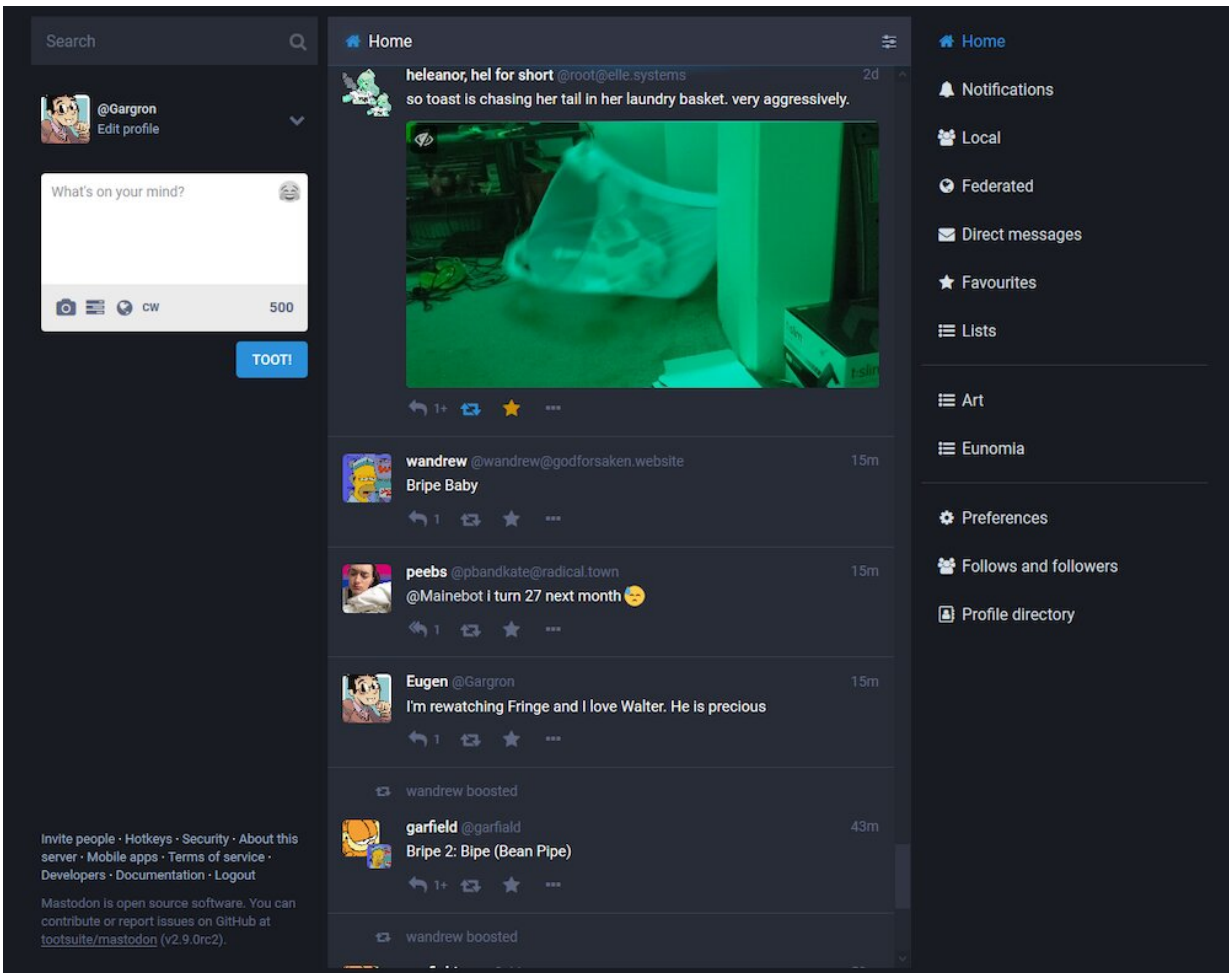 Search
@Gargron
Edit profile
What's on your mind?
CW
500
TOOT!
Invite people · Hotkeys · Security · About this
server · Mobile apps · Terms of service ·
Developers · Documentation · Logout
Mastodon is open source software. You can
contribute or report issues on GitHub at
tootsuite/mastodon (v2.9.0rc2).
Home
heleanor, hel for short @root@elle.systems 2d
so toast is chasing her tail in her laundry basket. very aggressively.
t:slim
1+
wandrew @wandrew@godforsaken.website 15m
Bripe Baby
1
peebs @pbandkate@radical.town 15m
@Mainebot i turn 27 next month 😓
1
Eugen @Gargron 15m
I'm rewatching Fringe and I love Walter. He is precious
1
wandrew boosted
garfield @garfiald 43m
Bripe 2: Bipe (Bean Pipe)
1+
wandrew boosted
Home
Notifications
Local
Federated
Direct messages
Favourites
Lists
Art
Eunomia
Preferences
Follows and followers
Profile directory